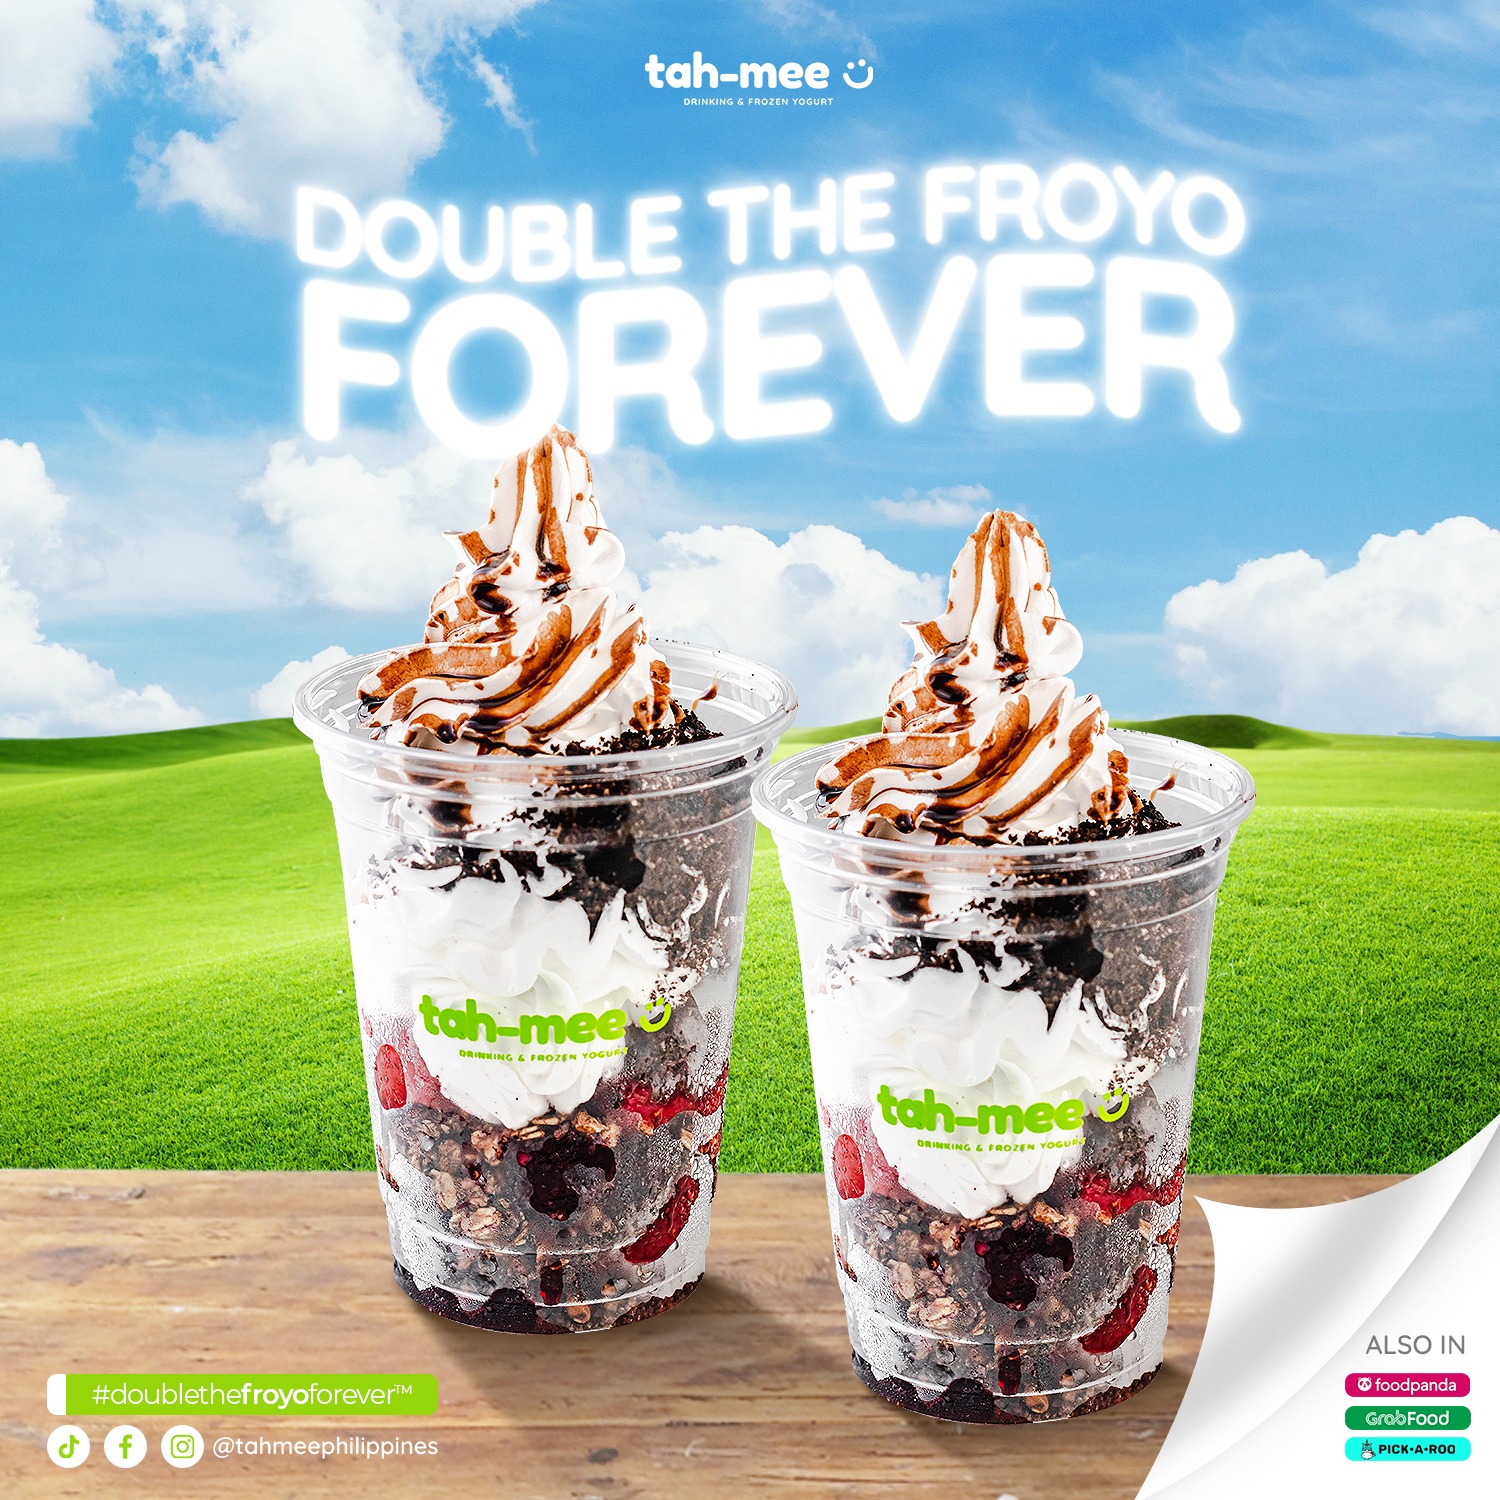 tah-mee
DRINKING & FROZEN YOGURT
DOUBLE THE FROYO
FOREVER
tah-mee
DRINKING & FROZEN YOGURT
tah-mee
DRINKING & FROZEN YOGURT
ALSO IN
foodpanda
GrabFood
PICK•A•ROO
#doublethefroyoforever™
@tahmeephilippines